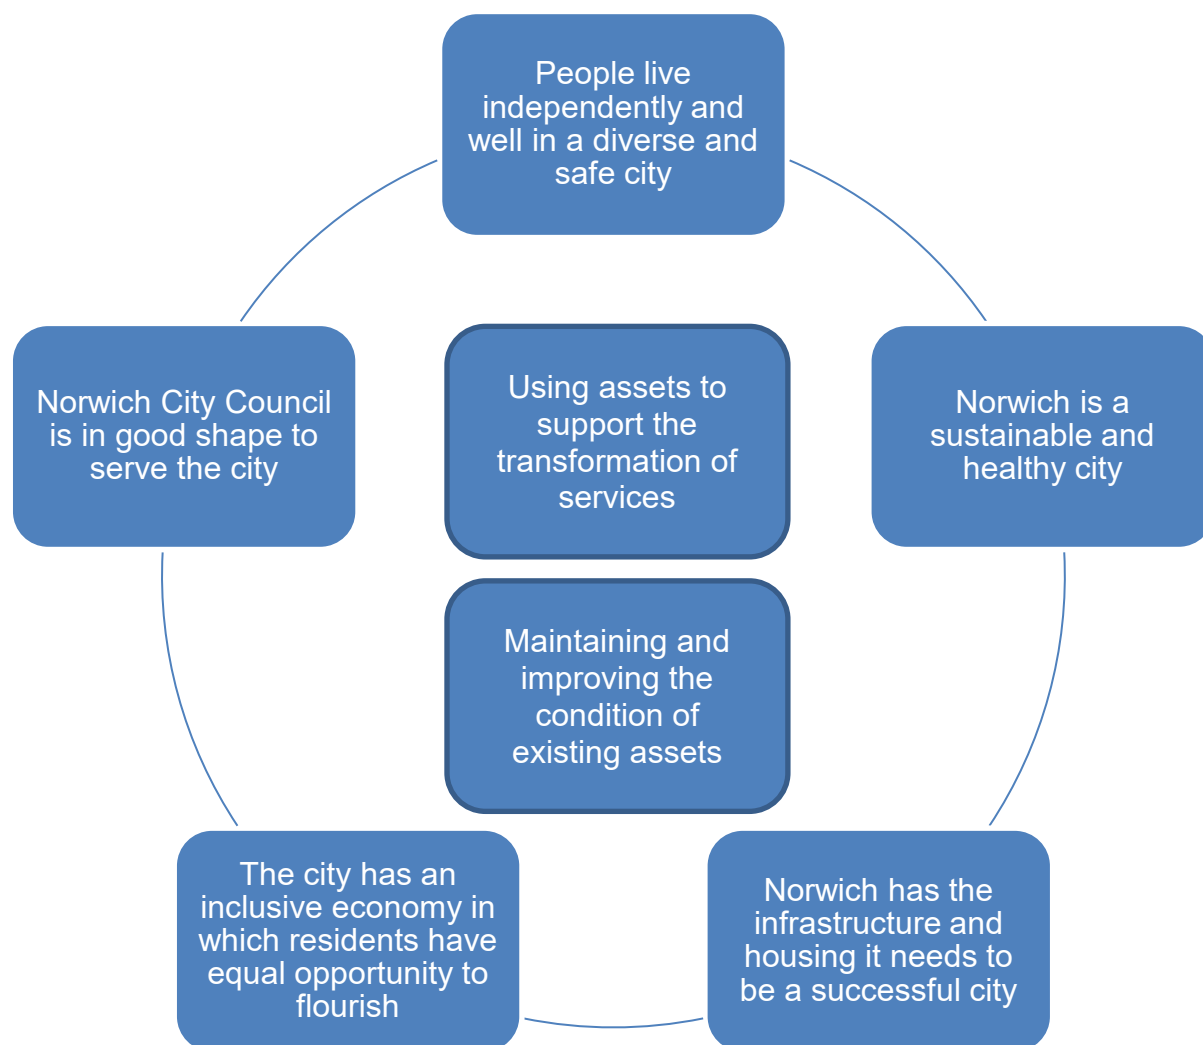 People live
independently and
well in a diverse and
safe city
Norwich City Council
is in good shape to
serve the city
Using assets to
support the
transformation of
services
Norwich is a
sustainable and
healthy city
Maintaining and
improving the
condition of
existing assets
The city has an
inclusive economy in
which residents have
equal opportunity to
flourish
Norwich has the
infrastructure and
housing it needs to
be a successful city